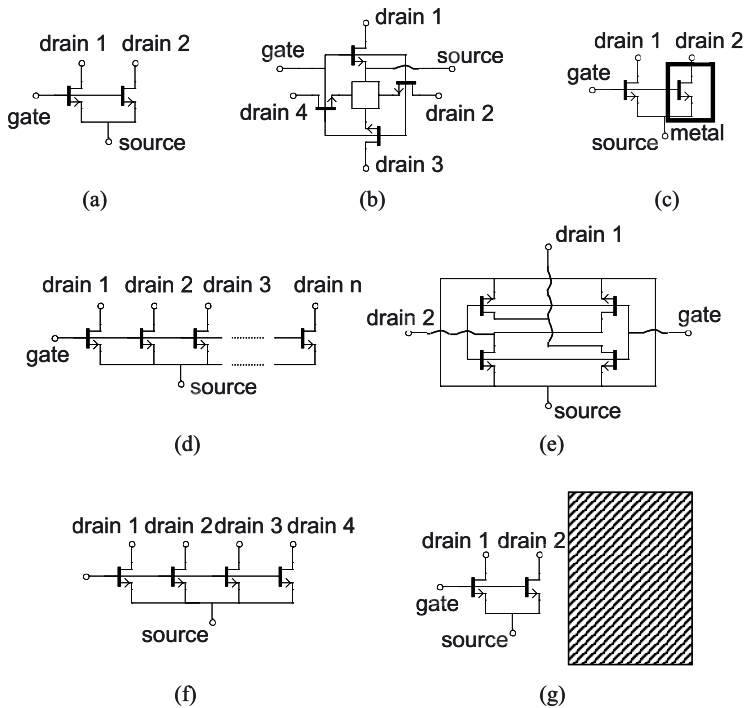 drain 1 drain 2
gate
source
(a)
drain 1
gate
source
drain 4
drain 2
drain 3
(b)
drain 1 drain 2
gate
metal
source
(c)
drain 1 drain 2 drain 3 drain n
gate
source
(d)
drain 1
drain 2
gate
source
(e)
drain 1 drain 2 drain 3 drain 4
source
(f)
drain 1 drain 2
gate
source
(g)